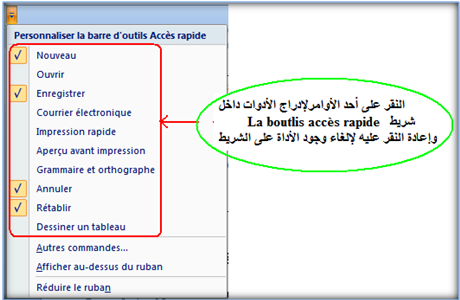 Personnaliser la barre d'outils Accès rapide
Nouveau
Ouvrir
Enregistrer
Courrier électronique
Impression rapide
Aperçu avant impression
Grammaire et orthographe
Annuler
Rétablir
Dessiner un tableau
Autres commandes...
Afficher au-dessus du ruban
Réduire le ruban
النقر على أحد الأوامرلإدراج الأدوات داخل
شريط La boutlis accès rapide
وإعادة النقر عليه لإلغاء وجود الأداة على الشريط